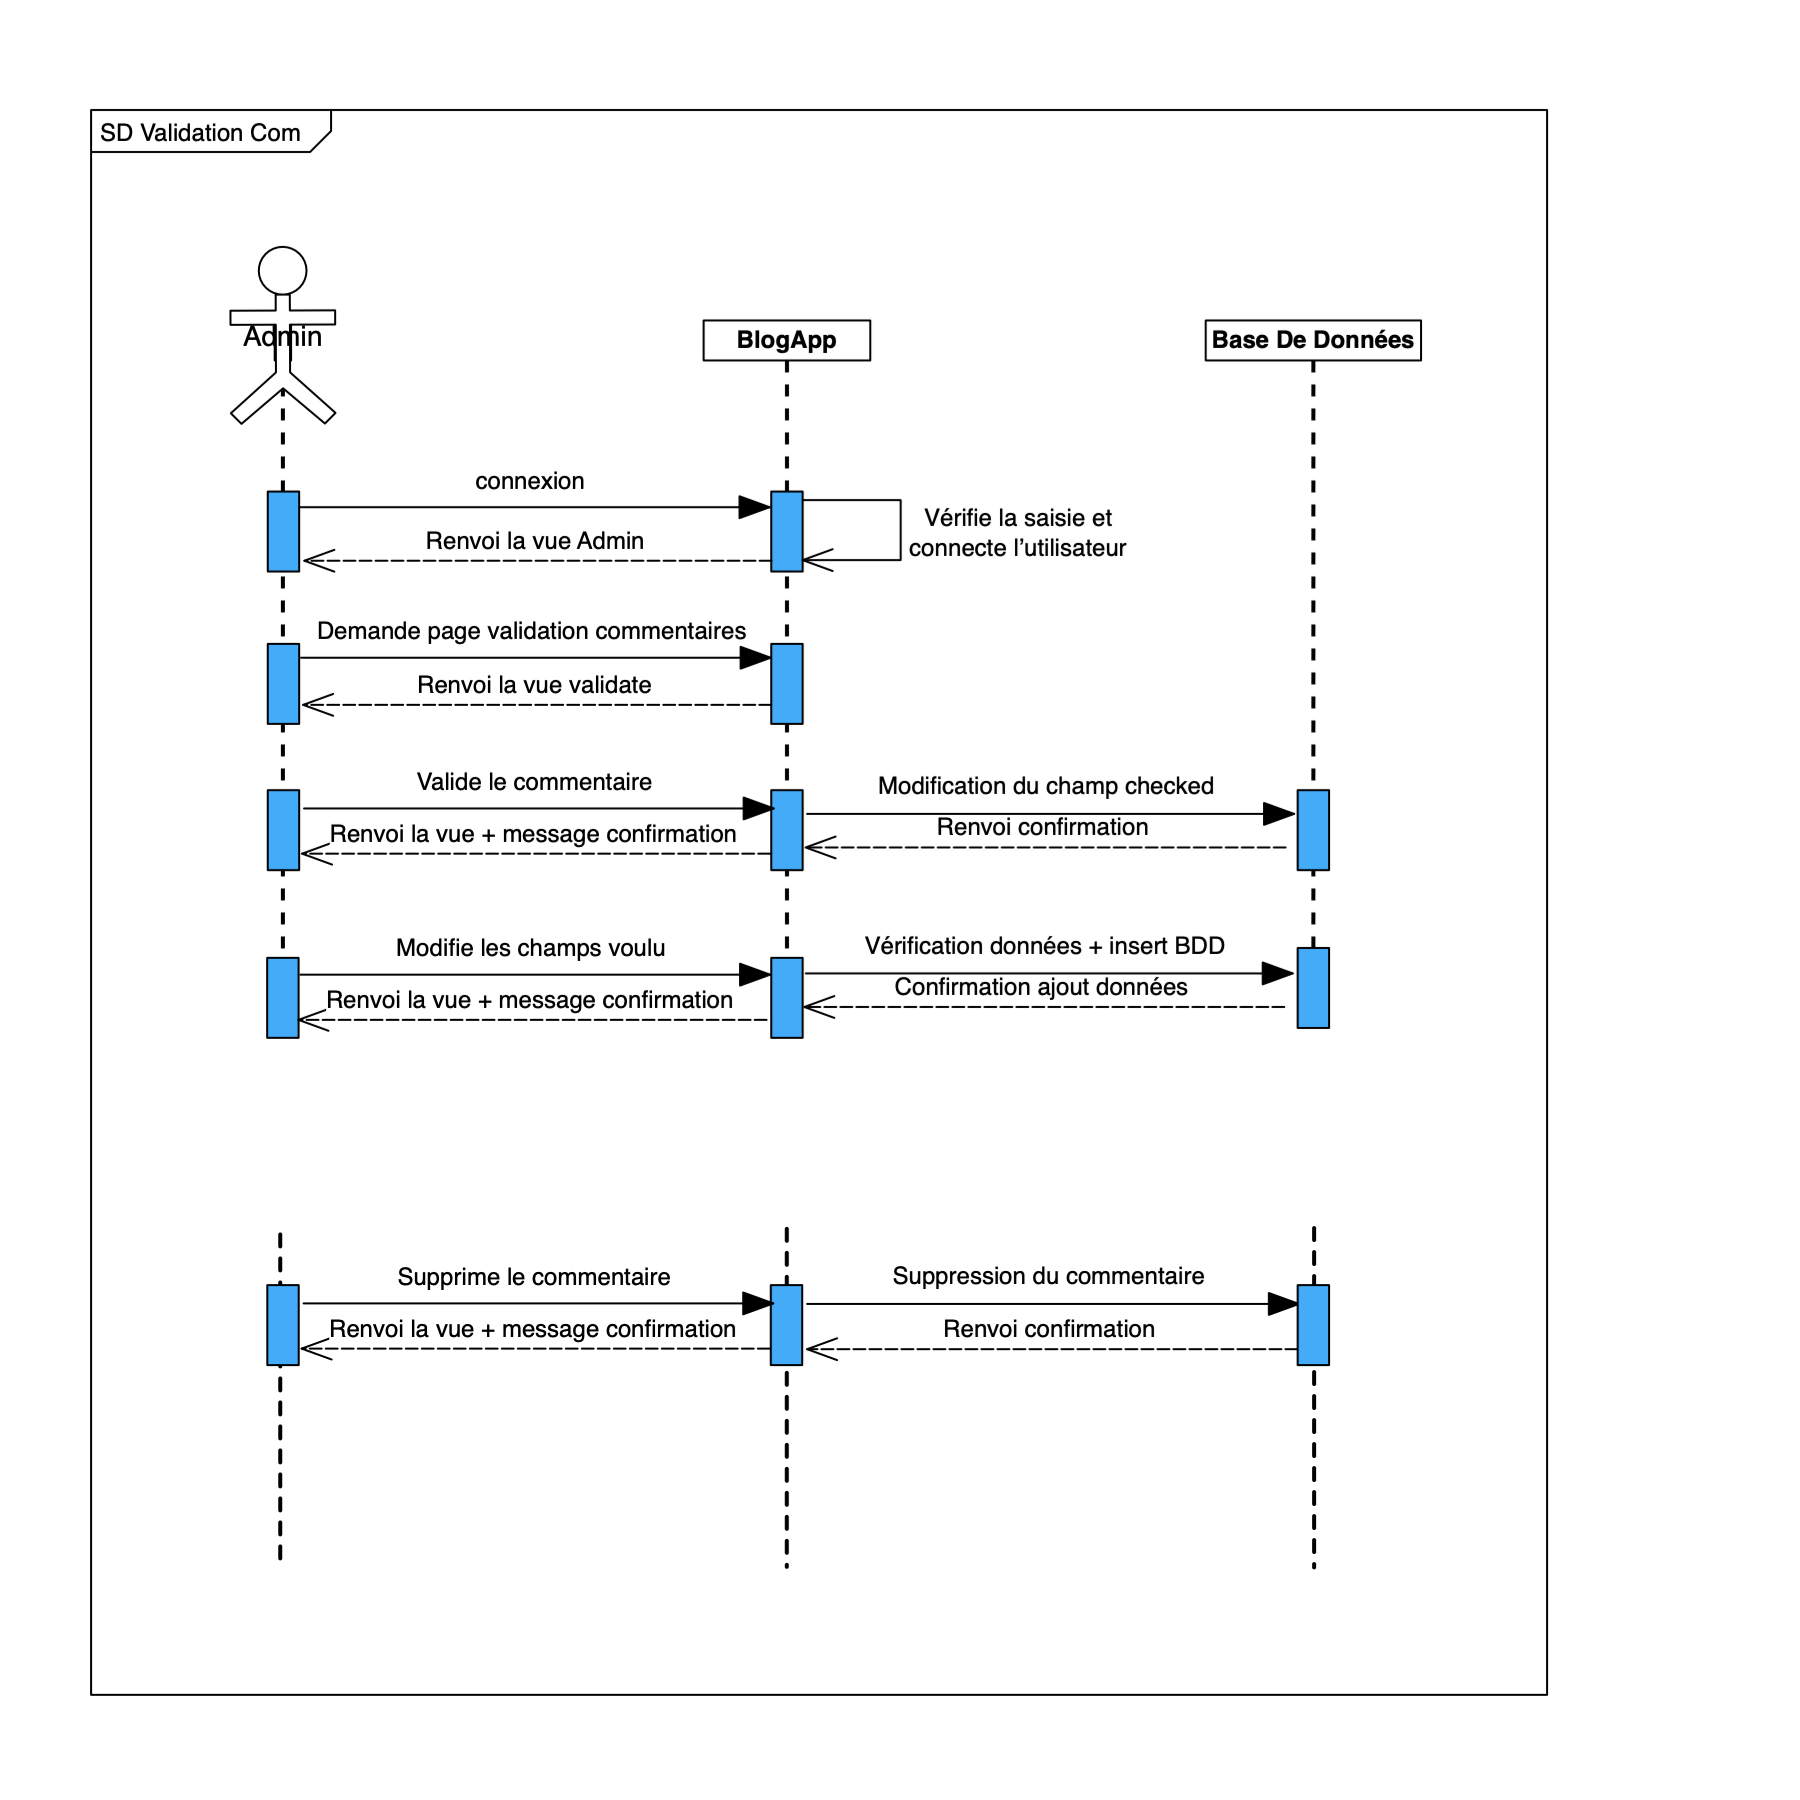 SD Validation Com
Admin
BlogApp
Base De Données
connexion
Vérifie la saisie et
connecte l’utilisateur
Renvoi la vue Admin
Demande page validation commentaires
Renvoi la vue validate
Valide le commentaire
Modification du champ checked
Renvoi la vue + message confirmation
Renvoi confirmation
Modifie les champs voulu
Vérification données + insert BDD
Renvoi la vue + message confirmation
Confirmation ajout données
Supprime le commentaire
Suppression du commentaire
Renvoi la vue + message confirmation
Renvoi confirmation